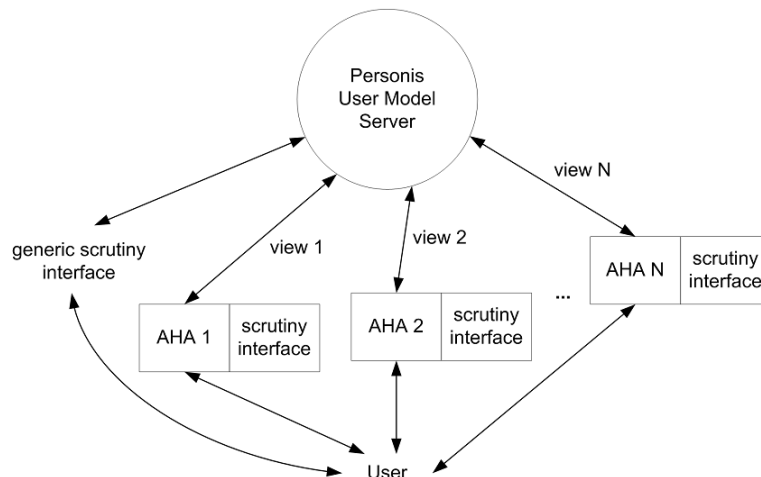 Personis
User Model
Server
view N
generic scrutiny
interface
view 1
view 2
AHA 1
scrutiny
interface
AHA 2
scrutiny
interface
...
AHA N
scrutiny
interface
User